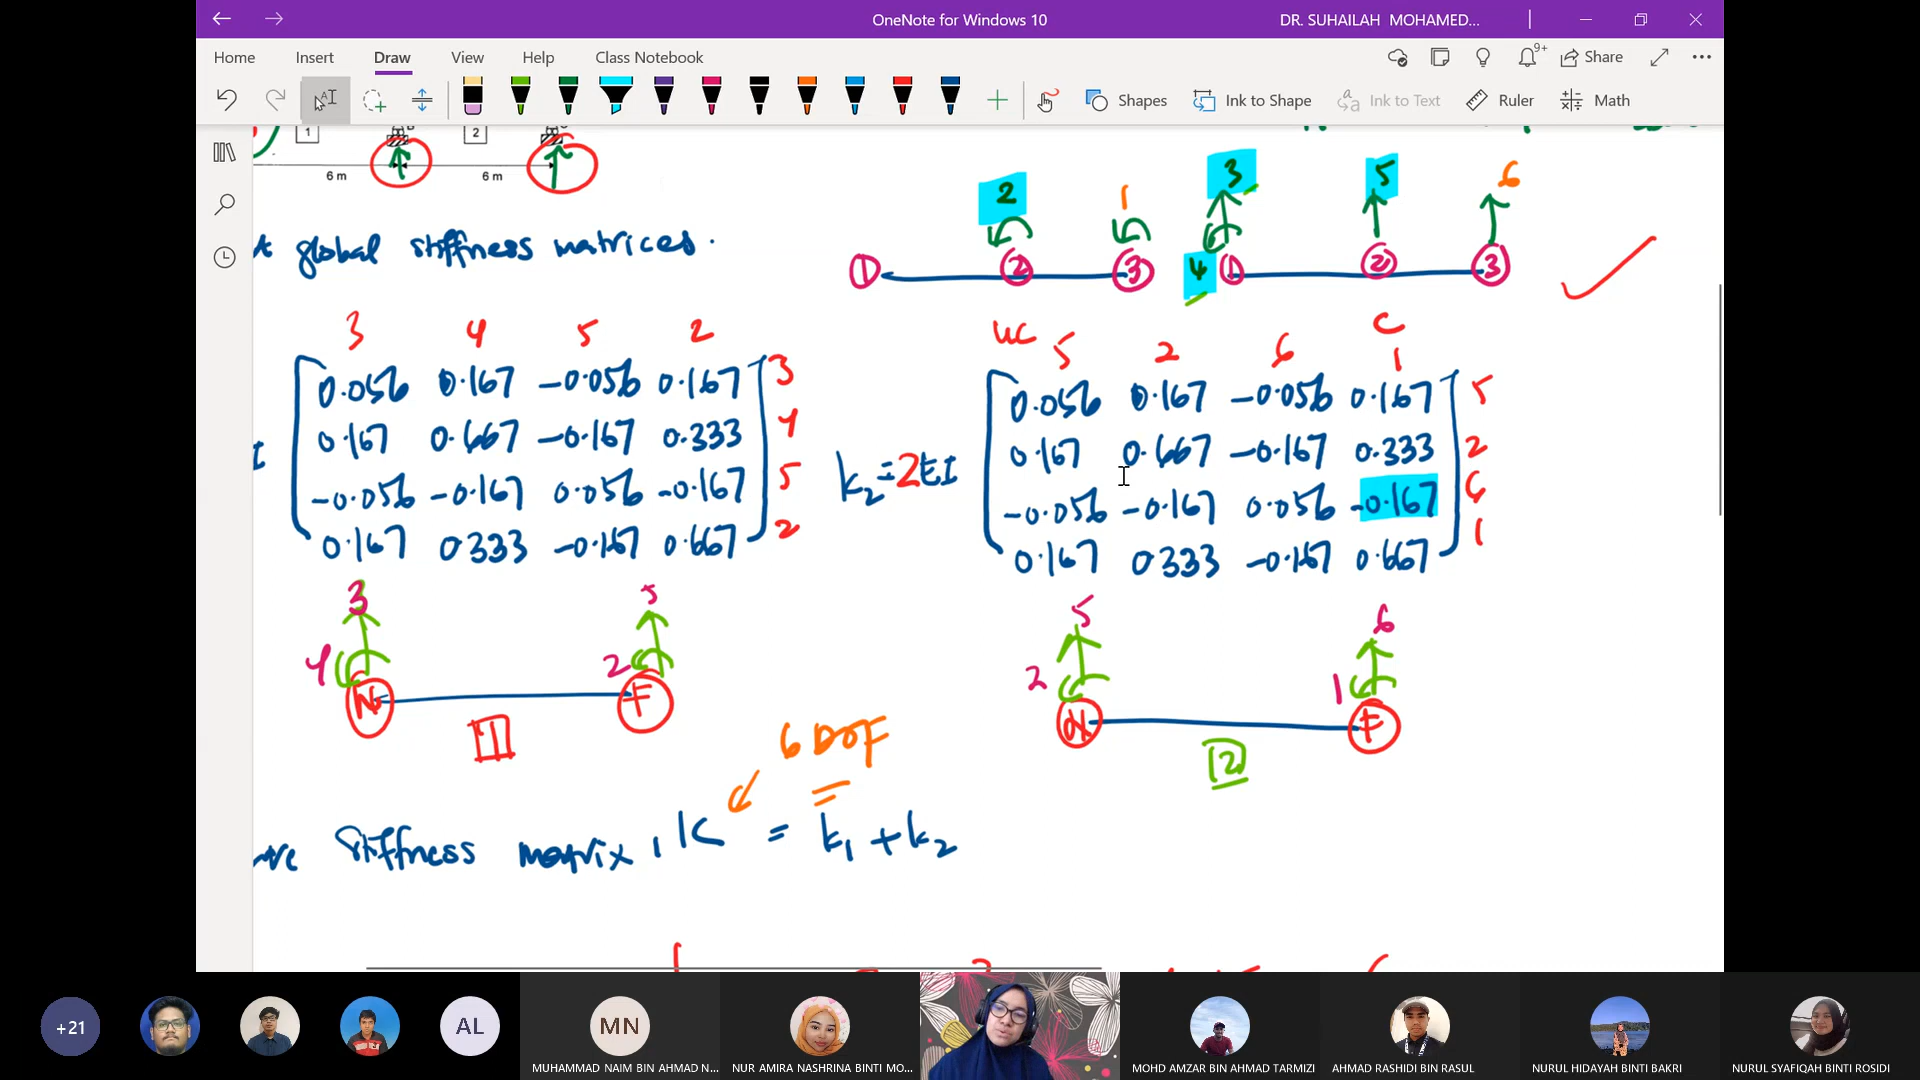 OneNote for Windows 10
DR. SUHAILAH MOHAMED...
Home Insert Draw View Help Class Notebook
9+ Share
Shapes Ink to Shape Ink to Text Ruler Math
1 2
6 m 6 m
2 1 3 5 6
4
1 2 3 1 2 3
global stiffness matrices.
3 4 5 2
0.056 0.167 -0.056 0.167 3
0.167 0.667 -0.167 0.333 4
-0.056 -0.167 0.056 -0.167 5
0.167 0.333 -0.167 0.667 2
UC C
5 2 6 1
k2 = 2EI
0.056 0.167 -0.056 0.167 5
0.167 0.667 -0.167 0.333 2
-0.056 -0.167 0.056 -0.167 6
0.167 0.333 -0.167 0.667 1
3 5
4 2
N F
1
5 6
2 1
N F
2
6 DOF
Stiffness matrix, K = k1 + k2
+21
AL
MN
MUHAMMAD NAIM BIN AHMAD N...
NUR AMIRA NASHRINA BINTI MO...
MOHD AMZAR BIN AHMAD TARMIZI
AHMAD RASHIDI BIN RASUL
NURUL HIDAYAH BINTI BAKRI
NURUL SYAFIQAH BINTI ROSIDI